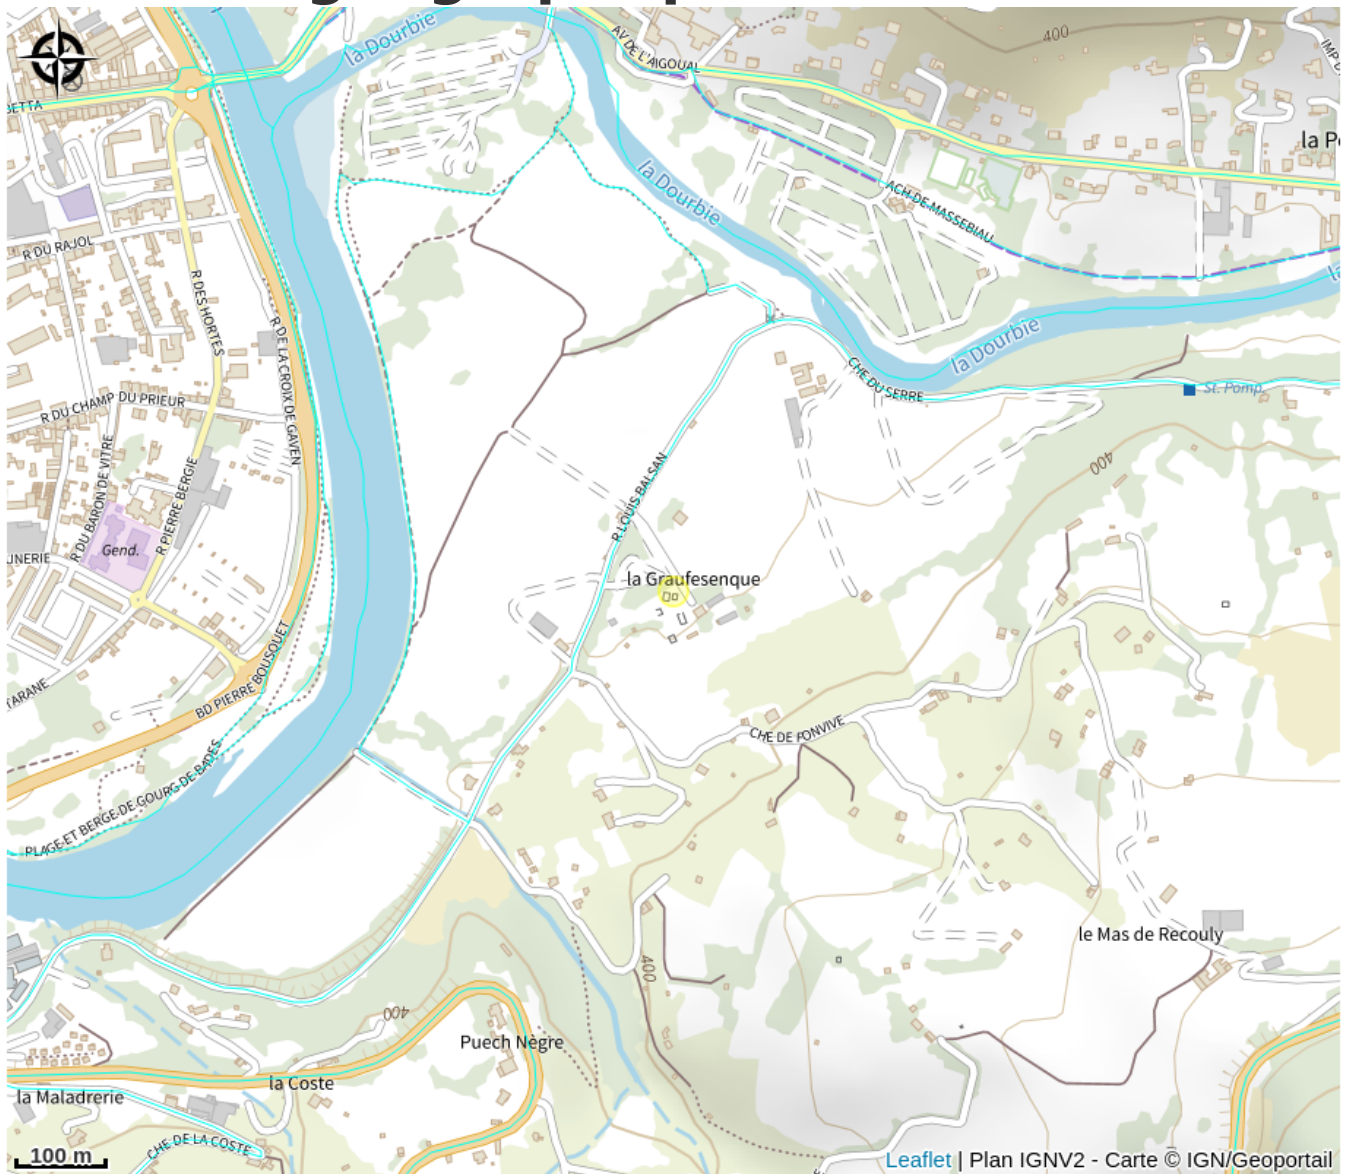 la Dourbie
AV DE L'AIGOUAL
400
la Dourbie
ACH DE MASSEBIAU
R DU RAJOL
R DES HORTES
R DE LA CROIX DE GAVEN
la Dourbie
CHE DU SERRE
St. Pomp.
R DU CHAMP DU PRIEUR
R DU BARON DE VITRE
R PIERRE BERGIE
R LOUIS BALSAN
400
Gend.
la Graufesenque
BD PIERRE BOUSQUET
CHE DE FONVIVE
PLAGE ET BERGE DE GOURG DE BADES
le Mas de Recouly
400
400
Puech Nègre
la Coste
la Maladrerie
CHE DE LA COSTE
100 m
Leaflet | Plan IGNV2 - Carte © IGN/Geoportail